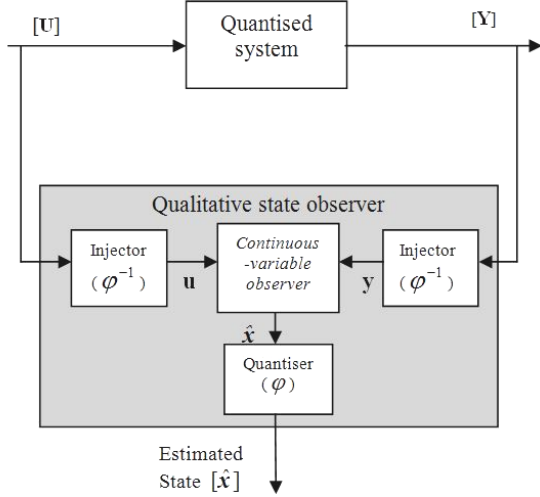 [U]
Quantised
system
[Y]
Qualitative state observer
Injector
(φ⁻¹)
u
Continuous
-variable
observer
y
Injector
(φ⁻¹)
x̂
Quantiser
(φ)
Estimated
State [x̂]